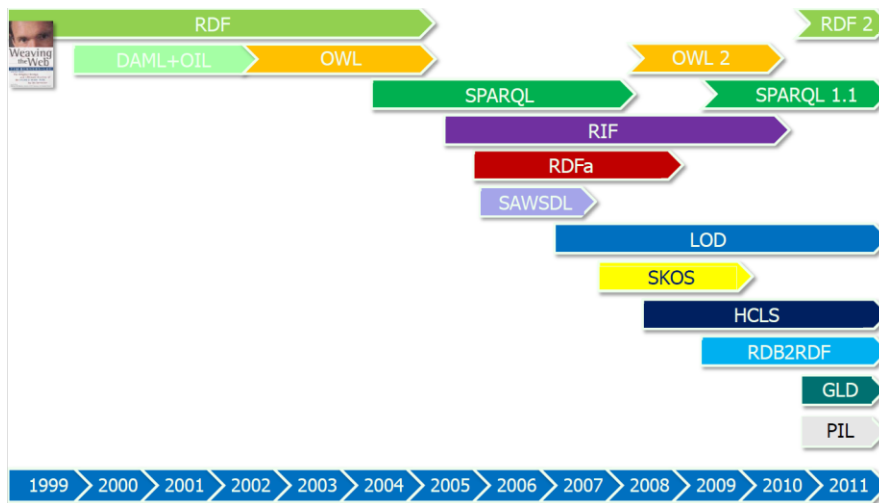 RDF
RDF 2
Weaving
the Web
DAML+OIL
OWL
OWL 2
SPARQL
SPARQL 1.1
RIF
RDFa
SAWSDL
LOD
SKOS
HCLS
RDB2RDF
GLD
PIL
1999 2000 2001 2002 2003 2004 2005 2006 2007 2008 2009 2010 2011